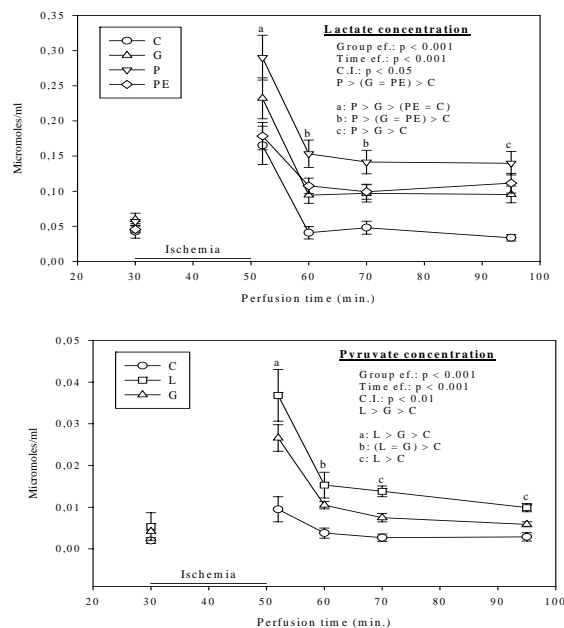 0,35
0,30
0,25
0,20
0,15
0,10
0,05
0,00
Micromoles/ml
C
G
P
PE
a
b
b
c
Lactate concentration
Group ef.: p < 0.001
Time ef.: p < 0.001
C.I.: p < 0.05
P > (G = PE) > C
a: P > G > (PE = C)
b: P > (G = PE) > C
c: P > G > C
Ischemia
20 30 40 50 60 70 80 90 100
Perfusion time (min.)
0,05
0,04
0,03
0,02
0,01
0,00
Micromoles/ml
C
L
G
a
b
c
c
Pyruvate concentration
Group ef.: p < 0.001
Time ef.: p < 0.001
C.I.: p < 0.01
L > G > C
a: L > G > C
b: (L = G) > C
c: L > C
Ischemia
20 30 40 50 60 70 80 90 100
Perfusion time (min.)